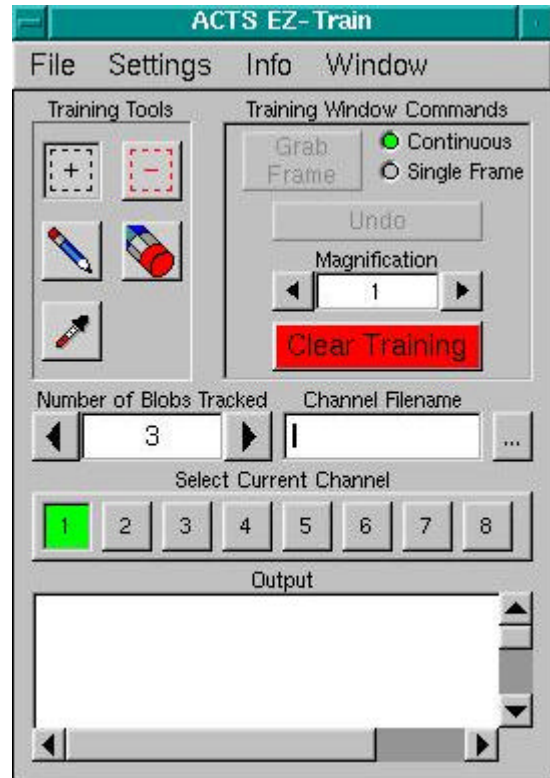 ACTS EZ-Train
File Settings Info Window
Training Tools
Training Window Commands
Grab Frame
Continuous
Single Frame
Undo
Magnification
1
Clear Training
Number of Blobs Tracked
3
Channel Filename
...
Select Current Channel
1 2 3 4 5 6 7 8
Output